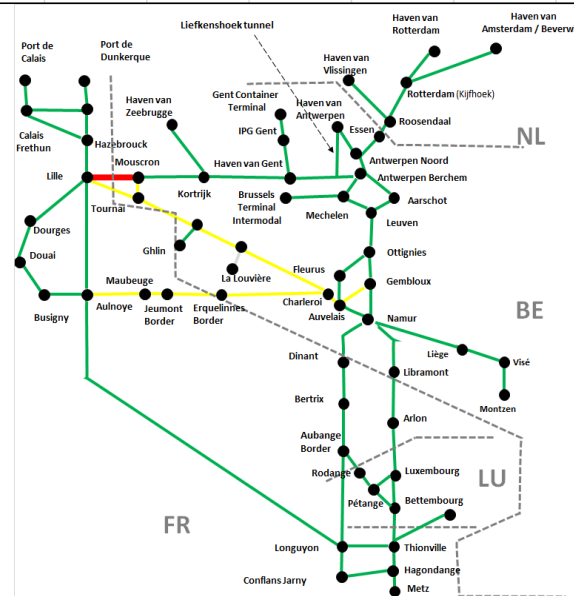 Haven van
Rotterdam
Haven van
Amsterdam / Beverw
Liefkenshoek tunnel
Port de
Calais
Port de
Dunkerque
Haven van
Vlissingen
Gent Container
Terminal
Haven van
Zeebrugge
Haven van
Antwerpen
Rotterdam (Kijfhoek)
Roosendaal
NL
IPG Gent
Essen
Calais
Frethun
Hazebrouck
Mouscron
Haven van Gent
Antwerpen Noord
Antwerpen Berchem
Lille
Kortrijk
Brussels
Terminal
Intermodal
Aarschot
Tournai
Mechelen
Leuven
Dourges
Ghlin
Ottignies
Douai
La Louvière
Fleurus
Gembloux
Maubeuge
BE
Busigny
Aulnoye
Jeumont
Border
Erquelinnes
Border
Charleroi
Auvelais
Namur
Dinant
Liège
Visé
Libramont
Montzen
Bertrix
Arlon
Aubange
Border
Rodange
Luxembourg
LU
Pétange
Bettembourg
FR
Longuyon
Thionville
Hagondange
Conflans Jarny
Metz